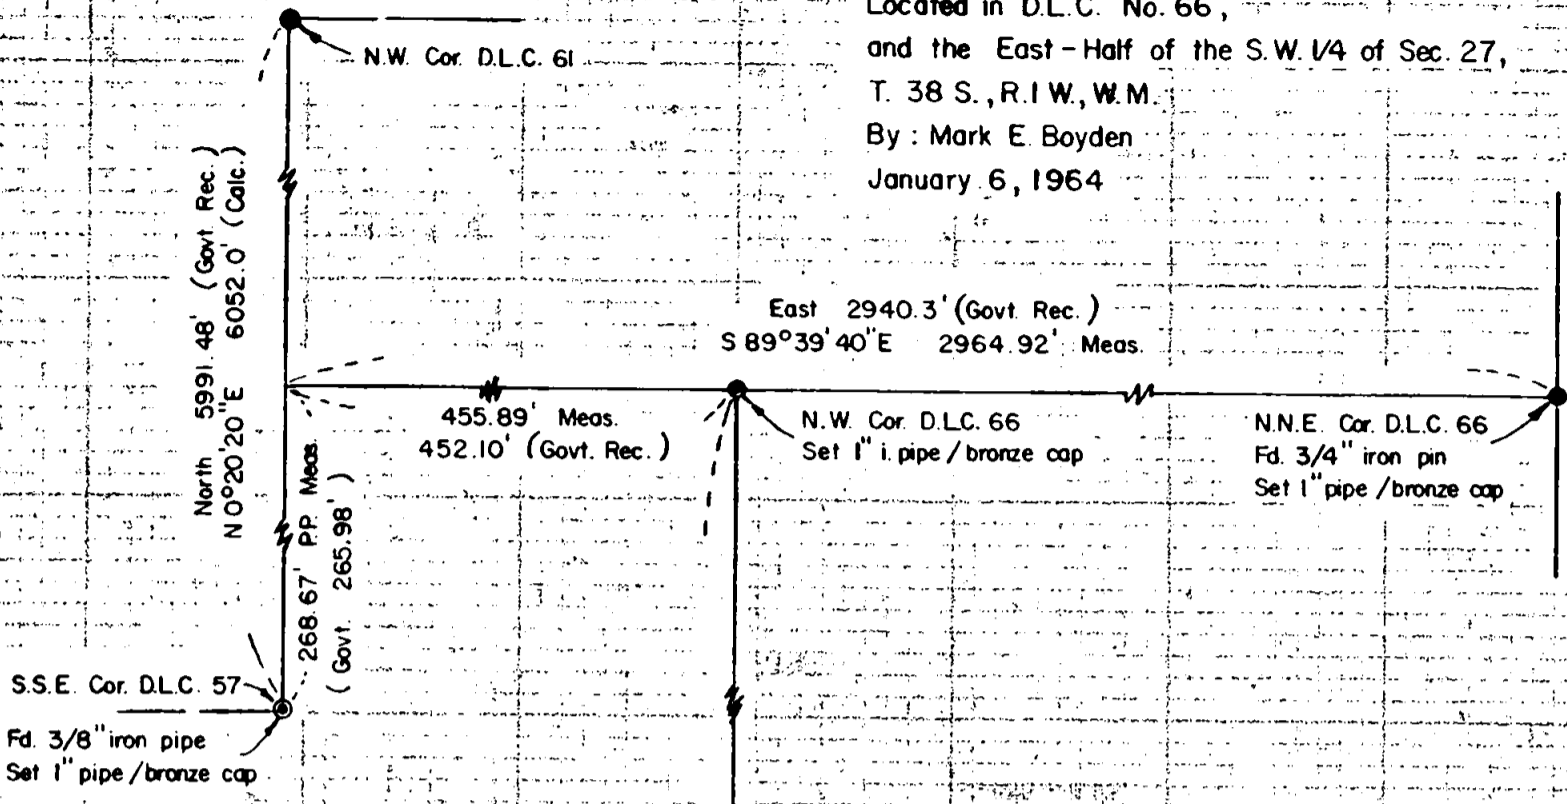 Located in D.L.C. No. 66,
and the East-Half of the S.W. 1/4 of Sec. 27,
T. 38 S., R.1 W., W.M.
By : Mark E. Boyden
January 6, 1964
N.W. Cor. D.L.C. 61
North 5991.48' (Govt Rec.)
N 0°20'20"E 6052.0' (Calc.)
East 2940.3' (Govt. Rec.)
S 89°39'40"E 2964.92' Meas.
455.89' Meas.
452.10' (Govt. Rec.)
N.W. Cor. D.L.C. 66
Set 1" i. pipe / bronze cap
N.N.E. Cor. D.L.C. 66
Fd. 3/4" iron pin
Set 1" pipe / bronze cap
268.67' P.P. Meas.
(Govt. 265.98')
S.S.E. Cor. D.L.C. 57
Fd. 3/8" iron pipe
Set 1" pipe / bronze cap